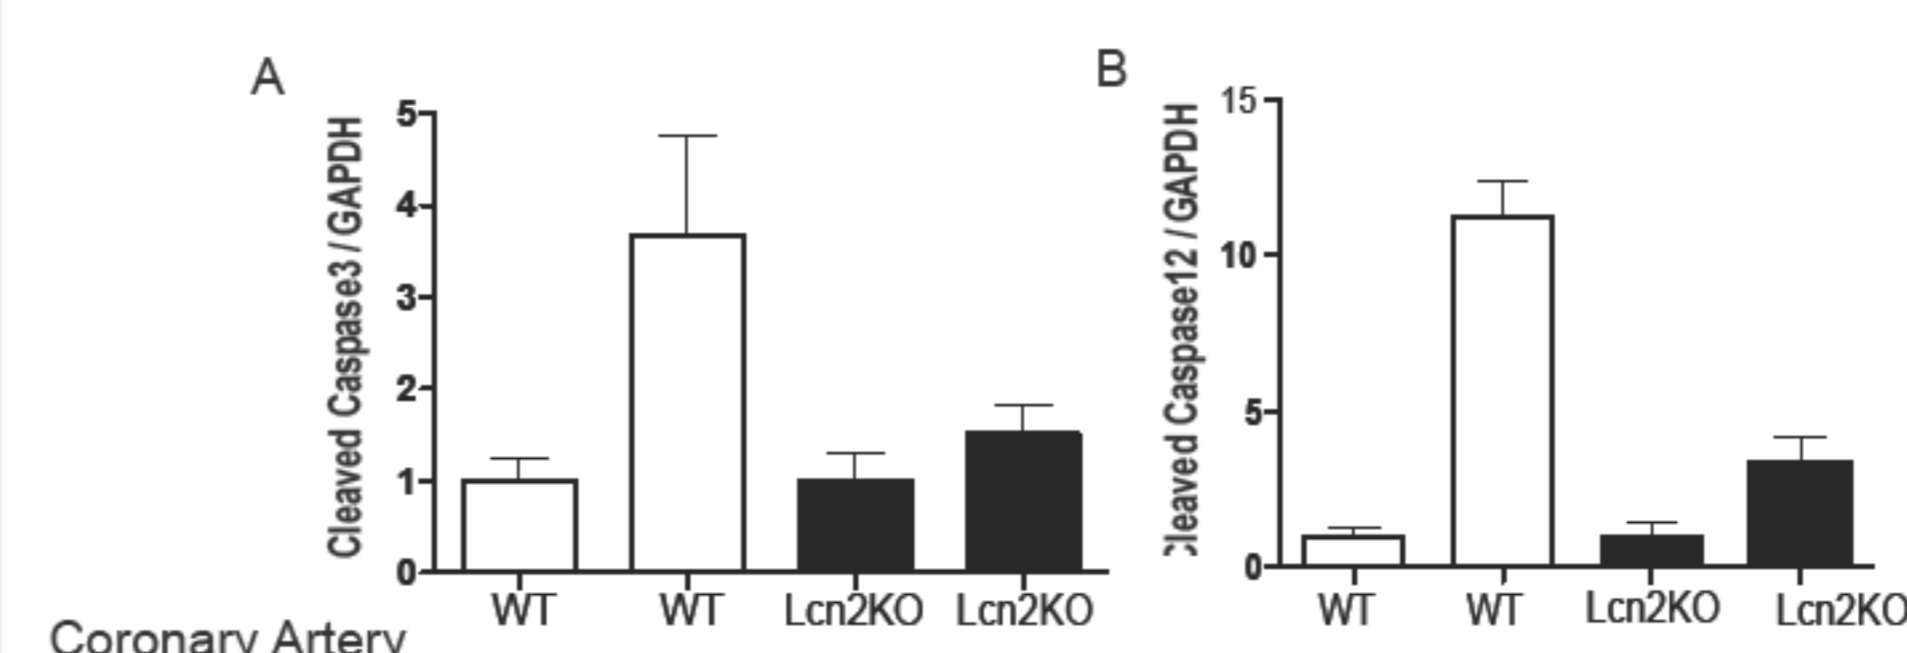 A
Cleaved Caspase3 / GAPDH
5
4
3
2
1
0
WT WT Lcn2KO Lcn2KO
B
Cleaved Caspase12 / GAPDH
15
10
5
0
WT WT Lcn2KO Lcn2KO
Coronary Artery